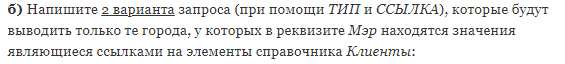 б) Напишите 2 варианта запроса (при помощи ТИП и ССЫЛКА), которые будут
выводить только те города, у которых в реквизите Мэр находятся значения
являющиеся ссылками на элементы справочника Клиенты: